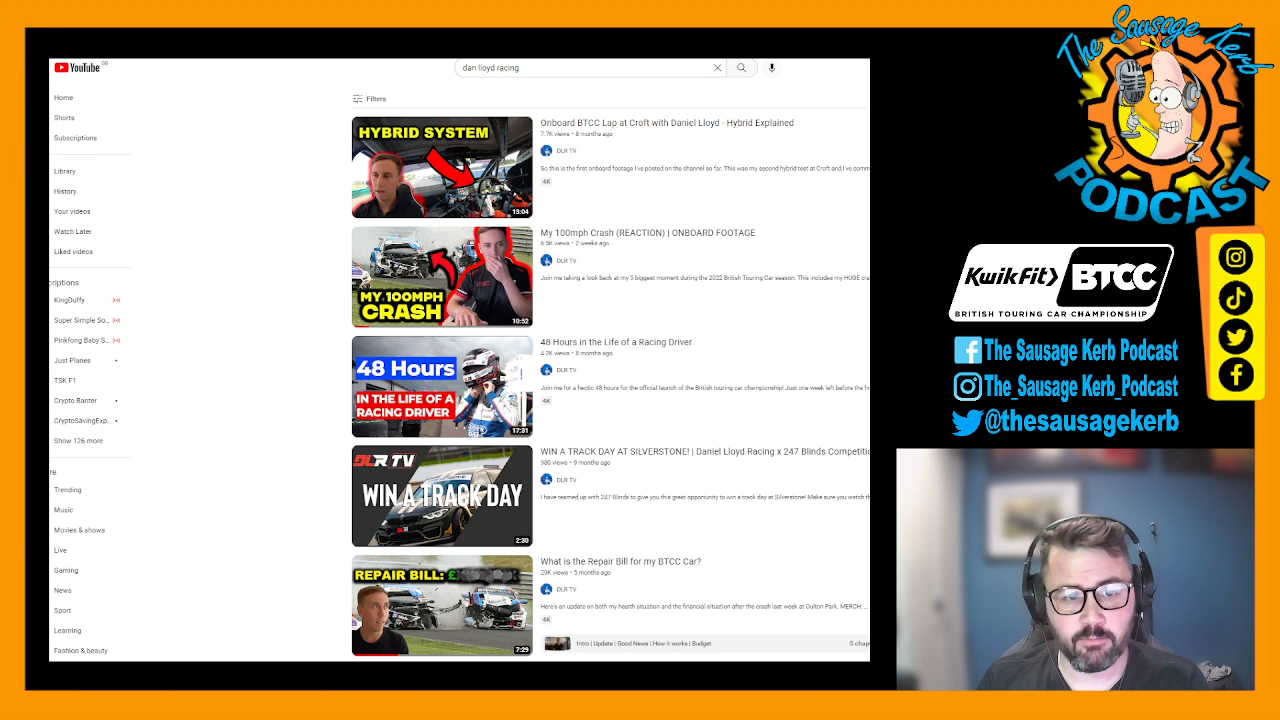 YouTube GB
dan lloyd racing
Home
Shorts
Subscriptions
Library
History
Your videos
Watch Later
Liked videos
criptions
KingDuffy
Super Simple So...
Pinkfong Baby S...
Just Planes
TSK F1
Crypto Banter
CryptoSavingExp...
Show 126 more
re
Trending
Music
Movies & shows
Live
Gaming
News
Sport
Learning
Fashion & beauty
Filters
HYBRID SYSTEM
13:04
Onboard BTCC Lap at Croft with Daniel Lloyd - Hybrid Explained
7.7K views • 8 months ago
DLR TV
So this is the first onboard footage I've posted on the channel so far. This was my second hybrid test at Croft and I've comm
4K
MY 100MPH
CRASH
10:52
My 100mph Crash (REACTION) | ONBOARD FOOTAGE
6.5K views • 2 weeks ago
DLR TV
Join me taking a look back at my 5 biggest moment during the 2022 British Touring Car season. This includes my HUGE cra
48 Hours
IN THE LIFE OF A
RACING DRIVER
17:31
48 Hours in the Life of a Racing Driver
4.2K views • 8 months ago
DLR TV
Join me for a hectic 48 hours for the official launch of the British touring car championship! Just one week left before the fi
4K
DLR TV
WIN A TRACK DAY
2:30
WIN A TRACK DAY AT SILVERSTONE! | Daniel Lloyd Racing x 247 Blinds Competitio
980 views • 9 months ago
DLR TV
I have teamed up with 247 Blinds to give you this great opportunity to win a track day at Silverstone! Make sure you watch th
REPAIR BILL: £
7:29
What is the Repair Bill for my BTCC Car?
29K views • 5 months ago
DLR TV
Here's an update on both my health situation and the financial situation after the crash last week at Oulton Park. MERCH: ...
4K
Intro | Update | Good News | How it works | Budget
5 chap
The Sausage Kerb
PODCAST
KwikFit BTCC
BRITISH TOURING CAR CHAMPIONSHIP
The Sausage Kerb Podcast
The_Sausage Kerb_Podcast
@thesausagekerb